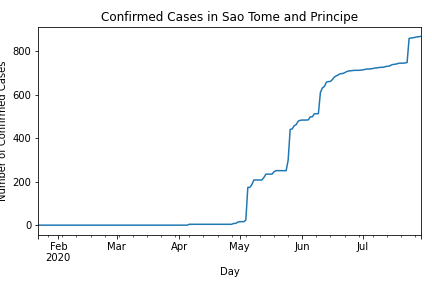 Confirmed Cases in Sao Tome and Principe
Number of Confirmed Cases
800
600
400
200
0
Feb
2020
Mar
Apr
May
Jun
Jul
Day